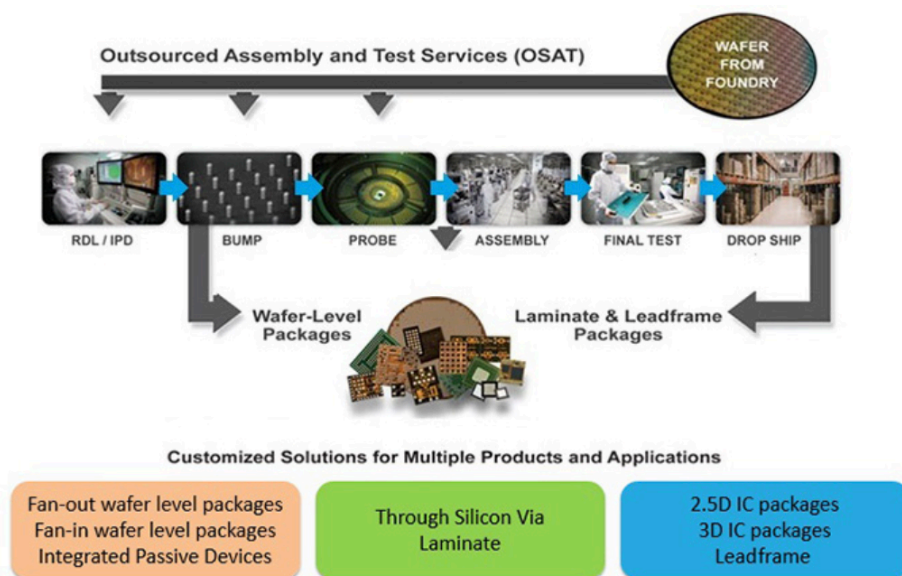 Outsourced Assembly and Test Services (OSAT)
WAFER
FROM
FOUNDRY
RDL / IPD
BUMP
PROBE
ASSEMBLY
FINAL TEST
DROP SHIP
Wafer-Level
Packages
Laminate & Leadframe
Packages
Customized Solutions for Multiple Products and Applications
Fan-out wafer level packages
Fan-in wafer level packages
Integrated Passive Devices
Through Silicon Via
Laminate
2.5D IC packages
3D IC packages
Leadframe